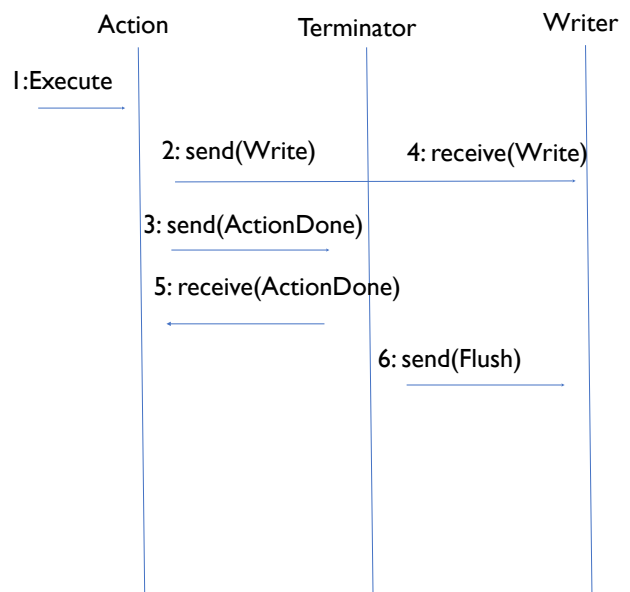 Action
Terminator
Writer
1:Execute
2: send(Write)
4: receive(Write)
3: send(ActionDone)
5: receive(ActionDone)
6: send(Flush)